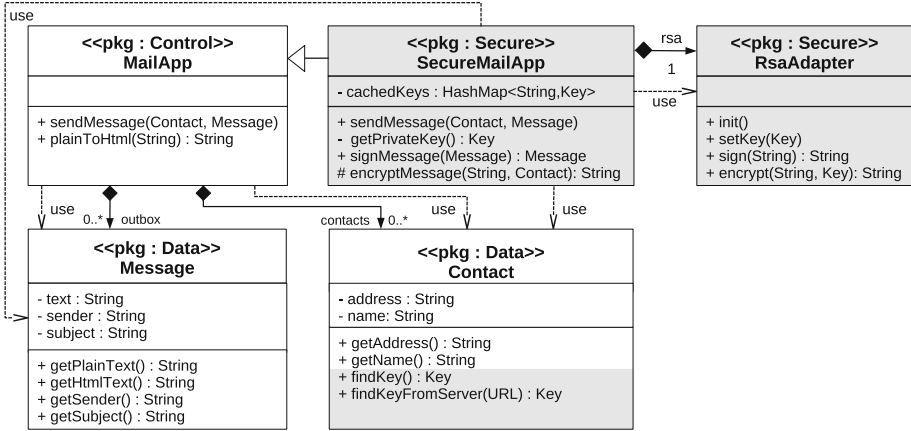 use
<<pkg : Control>>
MailApp
+ sendMessage(Contact, Message)
+ plainToHtml(String) : String
<<pkg : Secure>>
SecureMailApp
- cachedKeys : HashMap<String,Key>
+ sendMessage(Contact, Message)
- getPrivateKey() : Key
+ signMessage(Message) : Message
# encryptMessage(String, Contact): String
rsa
1
use
<<pkg : Secure>>
RsaAdapter
+ init()
+ setKey(Key)
+ sign(String) : String
+ encrypt(String, Key): String
use
0..*
outbox
contacts
0..*
use
use
<<pkg : Data>>
Message
- text : String
- sender : String
- subject : String
+ getPlainText() : String
+ getHtmlText() : String
+ getSender() : String
+ getSubject() : String
<<pkg : Data>>
Contact
- address : String
- name: String
+ getAddress() : String
+ getName() : String
+ findKey() : Key
+ findKeyFromServer(URL) : Key